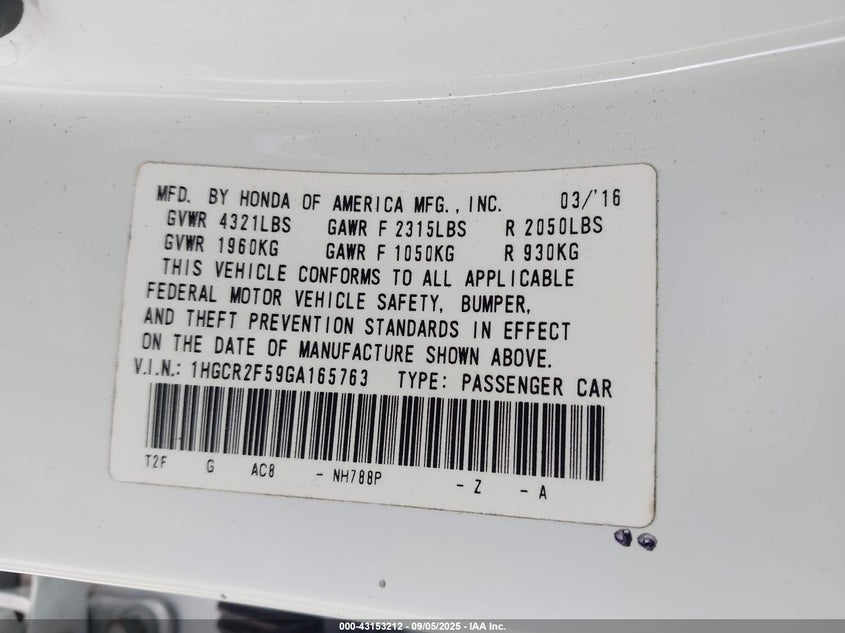 MFD. BY HONDA OF AMERICA MFG., INC. 03/'16
GVWR 4321LBS GAWR F 2315LBS R 2050LBS
GVWR 1960KG GAWR F 1050KG R 930KG
THIS VEHICLE CONFORMS TO ALL APPLICABLE
FEDERAL MOTOR VEHICLE SAFETY, BUMPER,
AND THEFT PREVENTION STANDARDS IN EFFECT
ON THE DATE OF MANUFACTURE SHOWN ABOVE.
V.I.N.: 1HGCR2F59GA165763 TYPE: PASSENGER CAR
T2F G AC8 - NH788P - Z - A
000-43153212 - 09/05/2025 - IAA Inc.